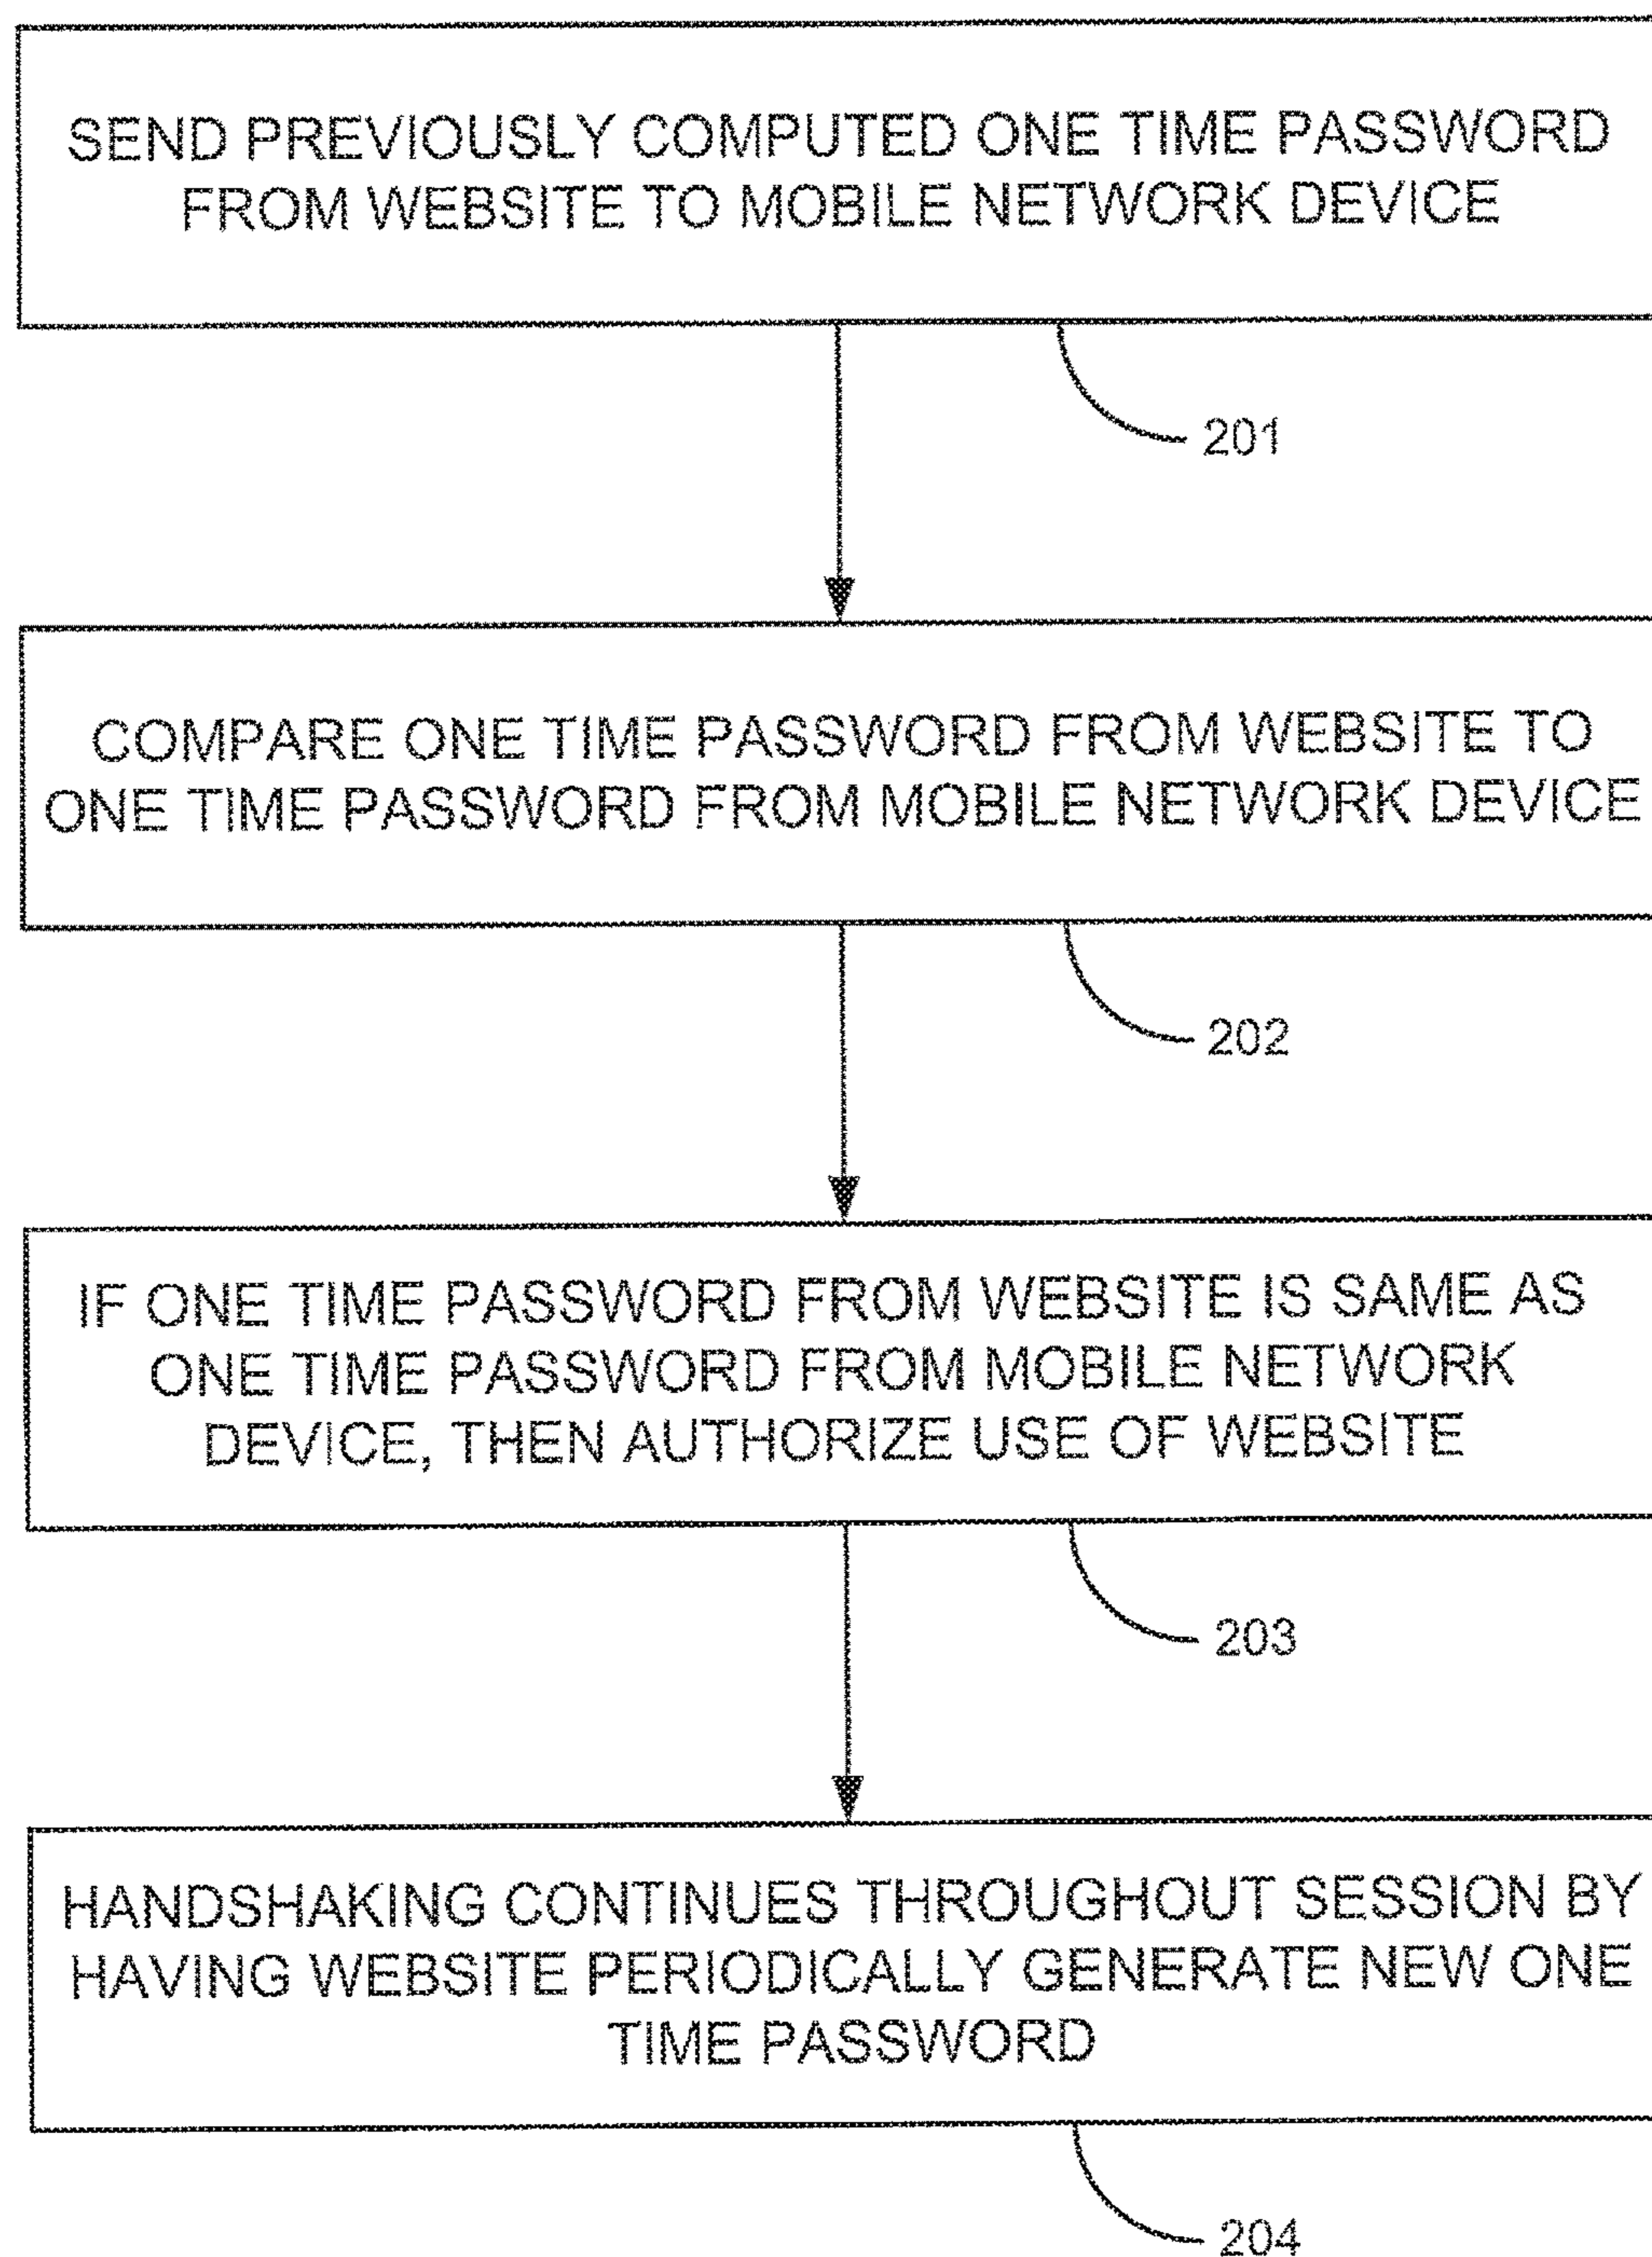 SEND PREVIOUSLY COMPUTED ONE TIME PASSWORD
FROM WEBSITE TO MOBILE NETWORK DEVICE
201
COMPARE ONE TIME PASSWORD FROM WEBSITE TO
ONE TIME PASSWORD FROM MOBILE NETWORK DEVICE
202
IF ONE TIME PASSWORD FROM WEBSITE IS SAME AS
ONE TIME PASSWORD FROM MOBILE NETWORK
DEVICE, THEN AUTHORIZE USE OF WEBSITE
203
HANDSHAKING CONTINUES THROUGHOUT SESSION BY
HAVING WEBSITE PERIODICALLY GENERATE NEW ONE
TIME PASSWORD
204